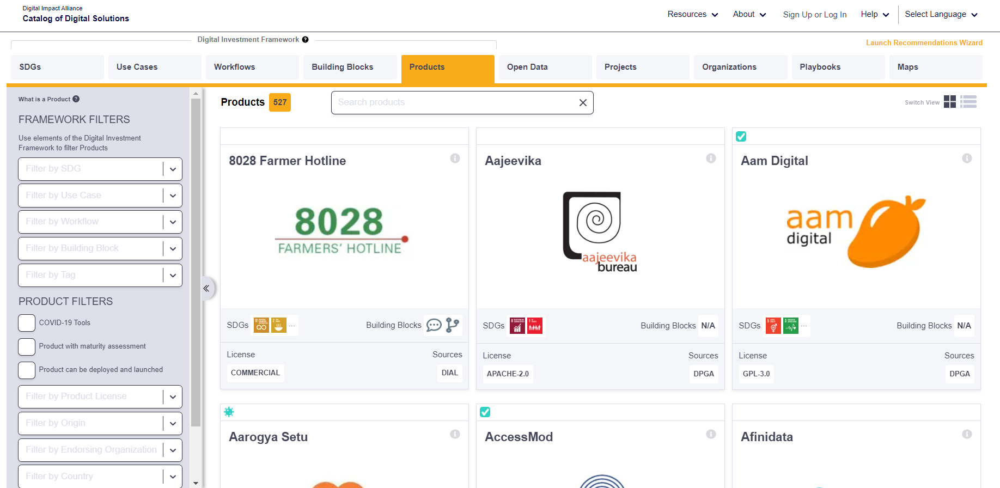 Digital Impact Alliance
Catalog of Digital Solutions
Resources
About
Sign Up or Log In
Help
Select Language
Digital Investment Framework ?
Launch Recommendations Wizard
SDGs
Use Cases
Workflows
Building Blocks
Products
Open Data
Projects
Organizations
Playbooks
Maps
What is a Product ?
FRAMEWORK FILTERS
Use elements of the Digital Investment
Framework to filter Products
Filter by SDG
Filter by Use Case
Filter by Workflow
Filter by Building Block
Filter by Tag
PRODUCT FILTERS
COVID-19 Tools
Product with maturity assessment
Product can be deployed and launched
Filter by Product License
Filter by Origin
Filter by Endorsing Organization
Filter by Country
Products 527
Search products
Switch View
8028 Farmer Hotline
8028
FARMERS' HOTLINE
SDGs
...
Building Blocks
License
Sources
COMMERCIAL
DIAL
Aajeevika
aajeevika
bureau
SDGs
Building Blocks N/A
License
Sources
APACHE-2.0
DPGA
Aam Digital
aam
digital
SDGs
...
Building Blocks N/A
License
Sources
GPL-3.0
DPGA
Aarogya Setu
AccessMod
Afinidata